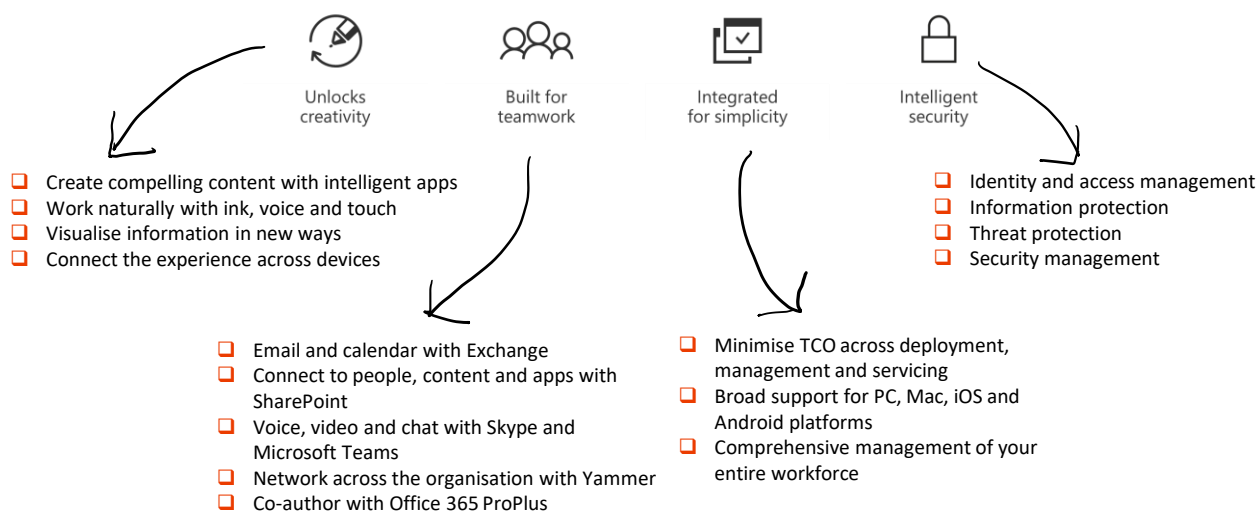 Unlocks
creativity
Built for
teamwork
Integrated
for simplicity
Intelligent
security
Create compelling content with intelligent apps
Work naturally with ink, voice and touch
Visualise information in new ways
Connect the experience across devices
Identity and access management
Information protection
Threat protection
Security management
Email and calendar with Exchange
Connect to people, content and apps with
SharePoint
Voice, video and chat with Skype and
Microsoft Teams
Network across the organisation with Yammer
Co-author with Office 365 ProPlus
Minimise TCO across deployment,
management and servicing
Broad support for PC, Mac, iOS and
Android platforms
Comprehensive management of your
entire workforce